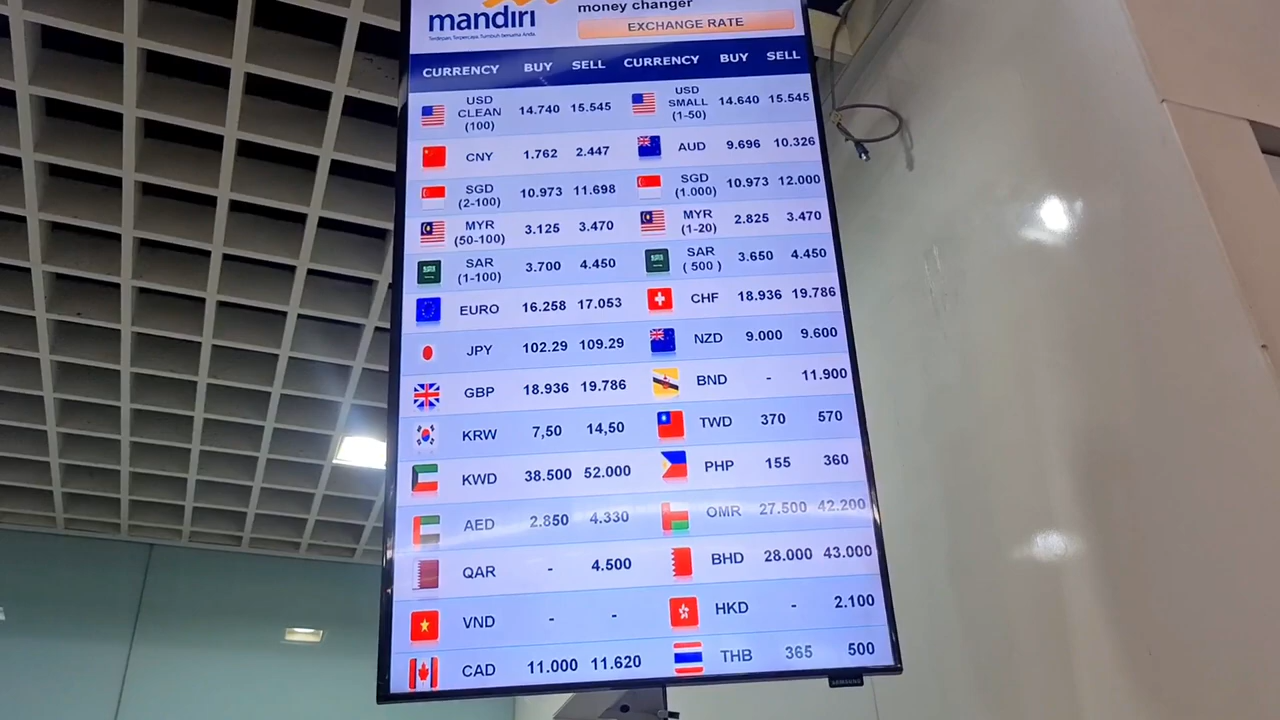 mandiri
Terdepan, Terpercaya. Tumbuh bersama Anda.
money changer
EXCHANGE RATE
CURRENCY BUY SELL CURRENCY BUY SELL
USD CLEAN (100) 14.740 15.545 USD SMALL (1-50) 14.640 15.545
CNY 1.762 2.447 AUD 9.696 10.326
SGD (2-100) 10.973 11.698 SGD (1.000) 10.973 12.000
MYR (50-100) 3.125 3.470 MYR (1-20) 2.825 3.470
SAR (1-100) 3.700 4.450 SAR ( 500 ) 3.650 4.450
EURO 16.258 17.053 CHF 18.936 19.786
JPY 102.29 109.29 NZD 9.000 9.600
GBP 18.936 19.786 BND - 11.900
KRW 7,50 14,50 TWD 370 570
KWD 38.500 52.000 PHP 155 360
AED 2.850 4.330 OMR 27.500 42.200
QAR - 4.500 BHD 28.000 43.000
VND - - HKD - 2.100
CAD 11.000 11.620 THB 365 500
SAMSUNG